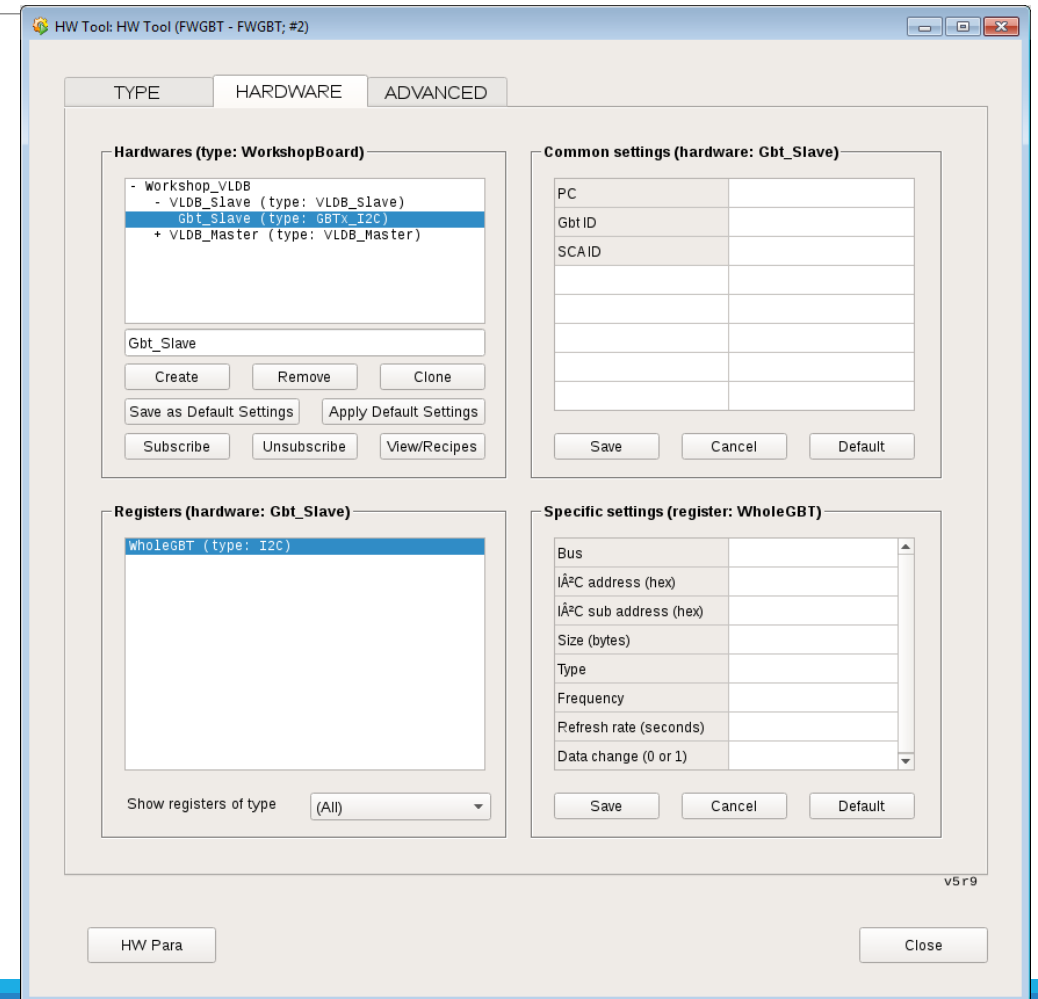 HW Tool: HW Tool (FWGBT - FWGBT; #2)
TYPE HARDWARE ADVANCED
Hardwares (type: WorkshopBoard)
- Workshop_VLDB
- VLDB_Slave (type: VLDB_Slave)
Gbt_Slave (type: GBTx_I2C)
+ VLDB_Master (type: VLDB_Master)
Gbt_Slave
Create Remove Clone
Save as Default Settings Apply Default Settings
Subscribe Unsubscribe View/Recipes
Common settings (hardware: Gbt_Slave)
PC
Gbt ID
SCA ID
Save Cancel Default
Registers (hardware: Gbt_Slave)
WholeGBT (type: I2C)
Show registers of type (All)
Specific settings (register: WholeGBT)
Bus
IÂ²C address (hex)
IÂ²C sub address (hex)
Size (bytes)
Type
Frequency
Refresh rate (seconds)
Data change (0 or 1)
Save Cancel Default
v5r9
HW Para Close